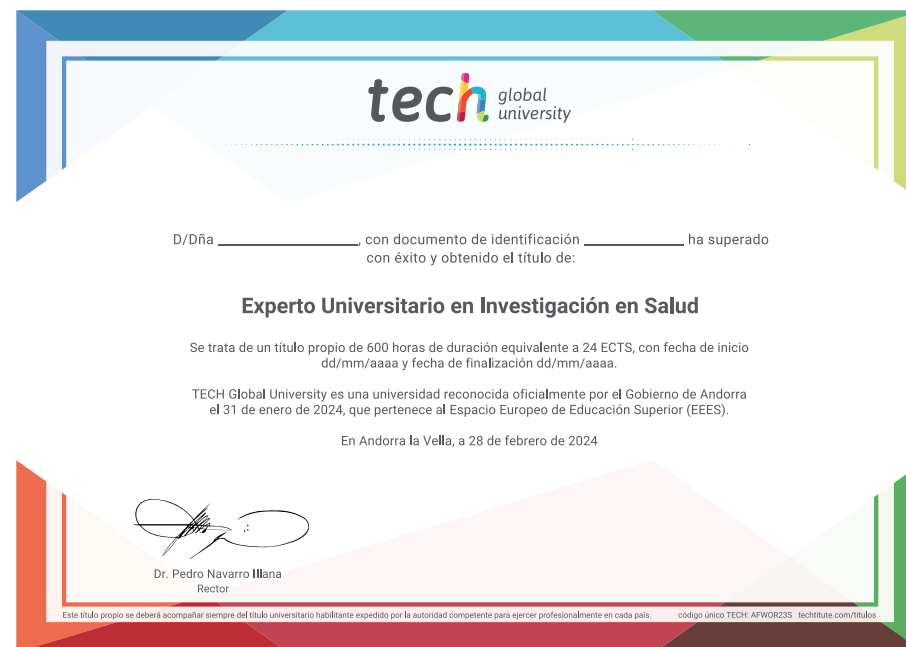 tech global university
D/Dña ____________________, con documento de identificación ______________ ha superado
con éxito y obtenido el título de:
Experto Universitario en Investigación en Salud
Se trata de un título propio de 600 horas de duración equivalente a 24 ECTS, con fecha de inicio
dd/mm/aaaa y fecha de finalización dd/mm/aaaa.
TECH Global University es una universidad reconocida oficialmente por el Gobierno de Andorra
el 31 de enero de 2024, que pertenece al Espacio Europeo de Educación Superior (EEES).
En Andorra la Vella, a 28 de febrero de 2024
Dr. Pedro Navarro Illana
Rector
Este título propio se deberá acompañar siempre del título universitario habilitante expedido por la autoridad competente para ejercer profesionalmente en cada país. código único TECH: AFWOR23S techtitute.com/titulos